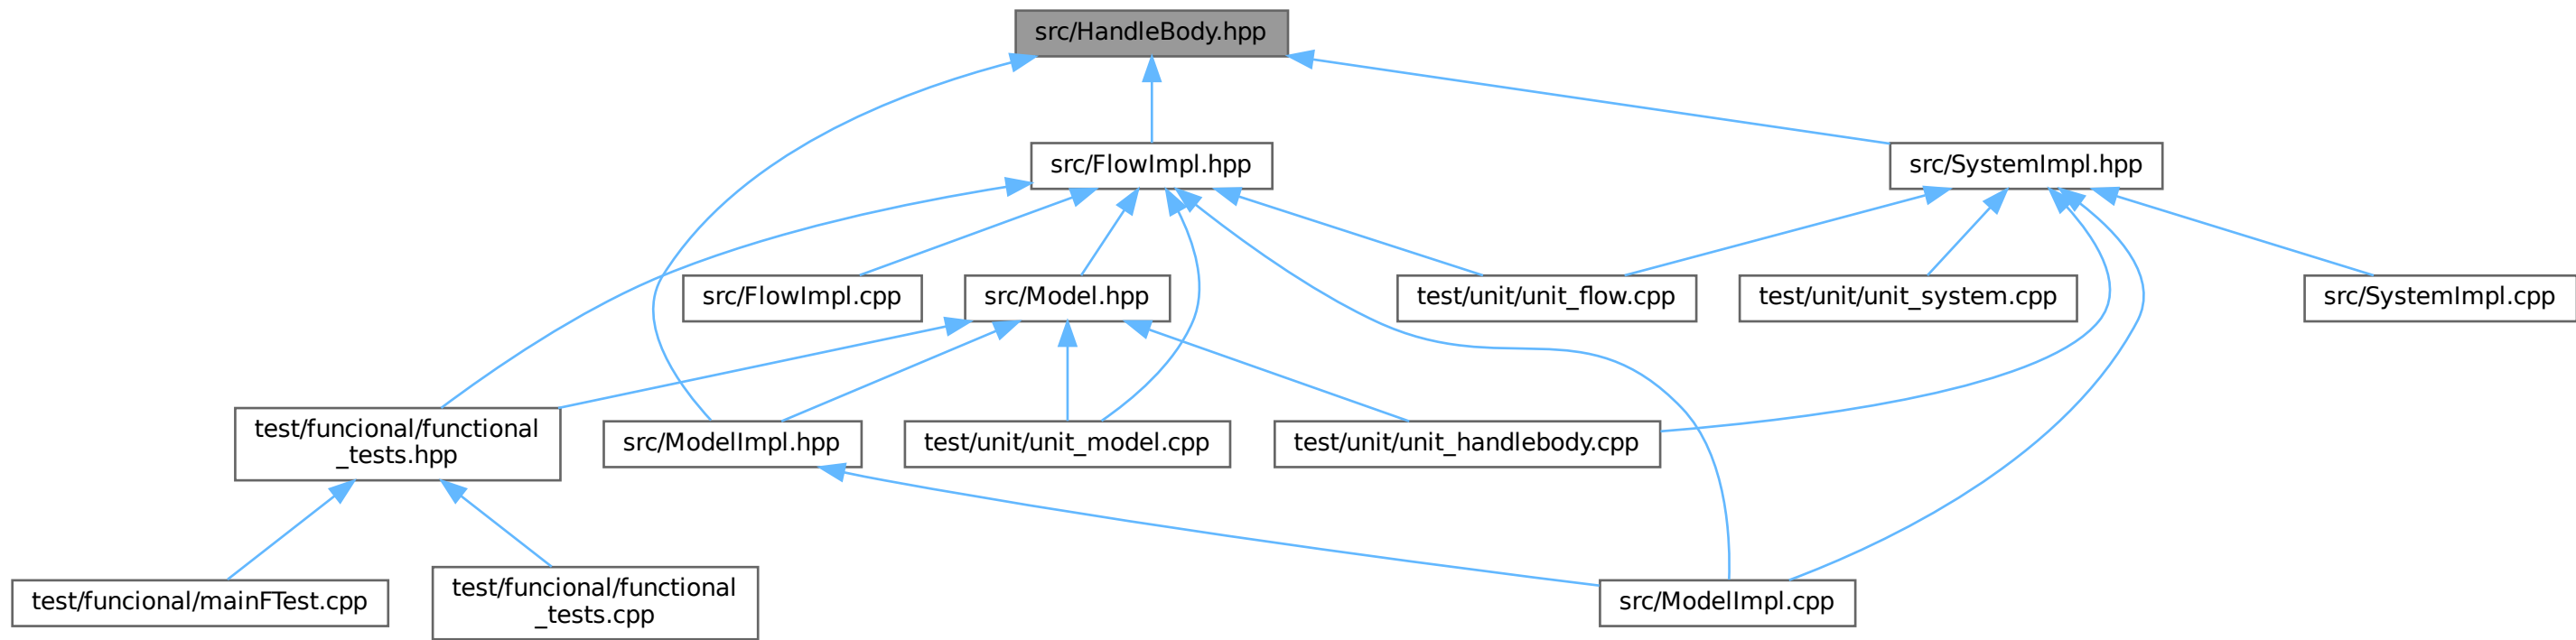 src/HandleBody.hpp
src/FlowImpl.hpp
src/SystemImpl.hpp
src/FlowImpl.cpp
src/Model.hpp
test/unit/unit_flow.cpp
test/unit/unit_system.cpp
src/SystemImpl.cpp
test/funcional/functional
_tests.hpp
src/ModelImpl.hpp
test/unit/unit_model.cpp
test/unit/unit_handlebody.cpp
test/funcional/mainFTest.cpp
test/funcional/functional
_tests.cpp
src/ModelImpl.cpp